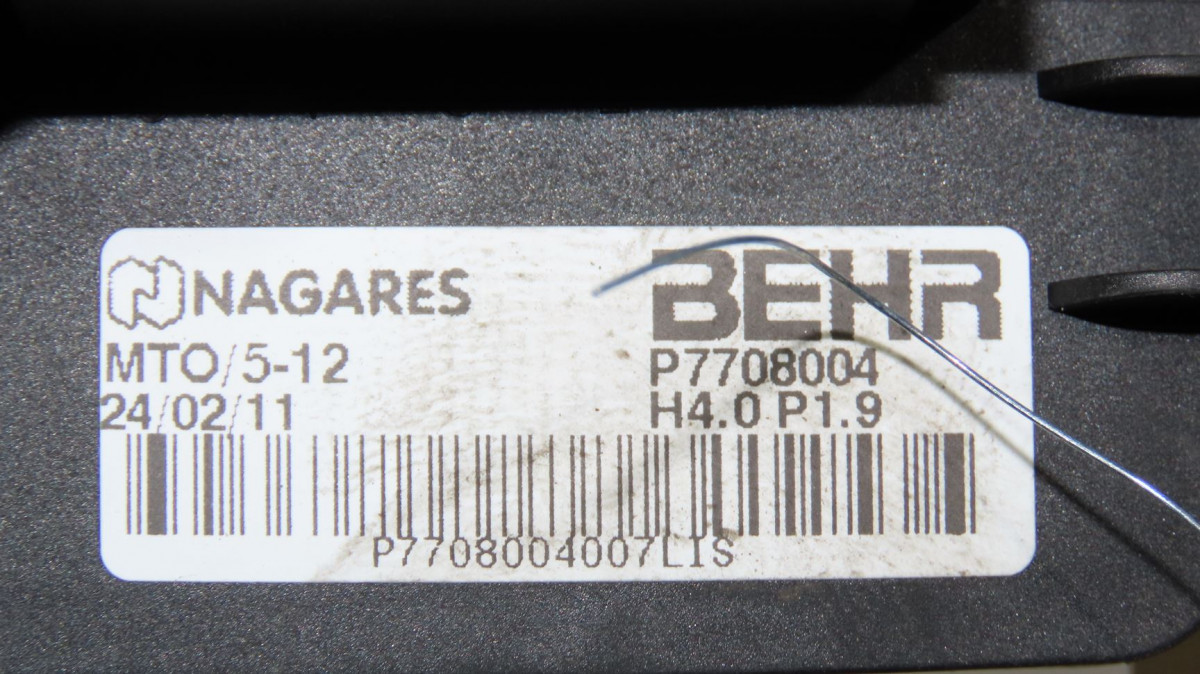 NAGARES BEHR
MTO/5-12 P7708004
24/02/11 H4.0 P1.9
P7708004007LIS